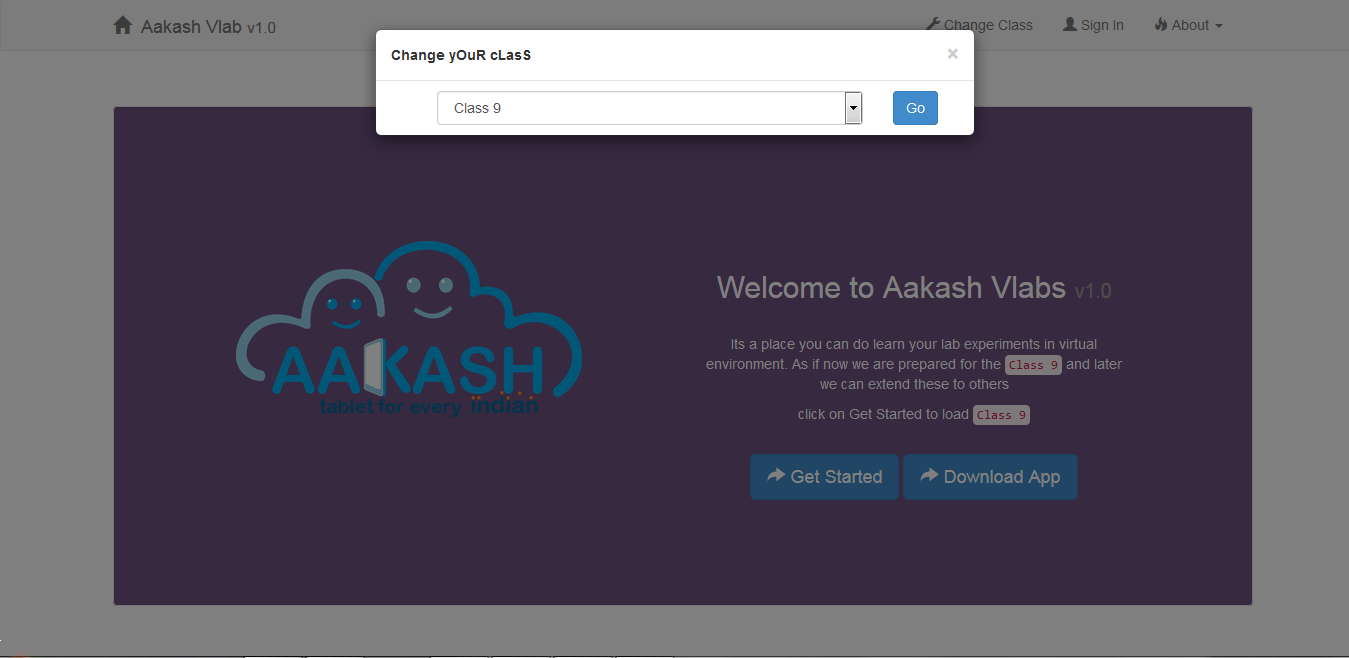 Aakash Vlab v1.0
Change Class
Sign In
About
Change yOuR cLasS
×
Class 9
Go
AAKASH
tablet for every indian
Welcome to Aakash Vlabs v1.0
Its a place you can do learn your lab experiments in virtual
environment. As if now we are prepared for the Class 9 and later
we can extend these to others
click on Get Started to load Class 9
Get Started
Download App